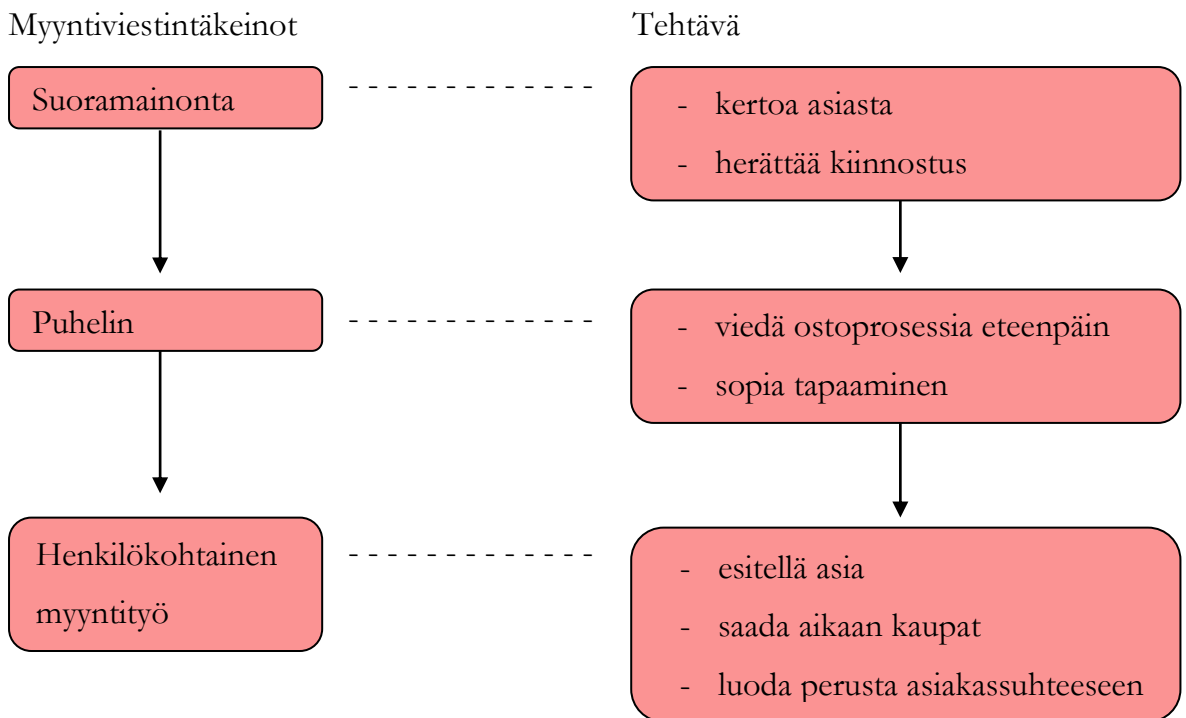 Myyntiviestintäkeinot
Tehtävä
Suoramainonta
- kertoa asiasta
- herättää kiinnostus
Puhelin
- viedä ostoprosessia eteenpäin
- sopia tapaaminen
Henkilökohtainen
myyntityö
- esitellä asia
- saada aikaan kaupat
- luoda perusta asiakassuhteeseen